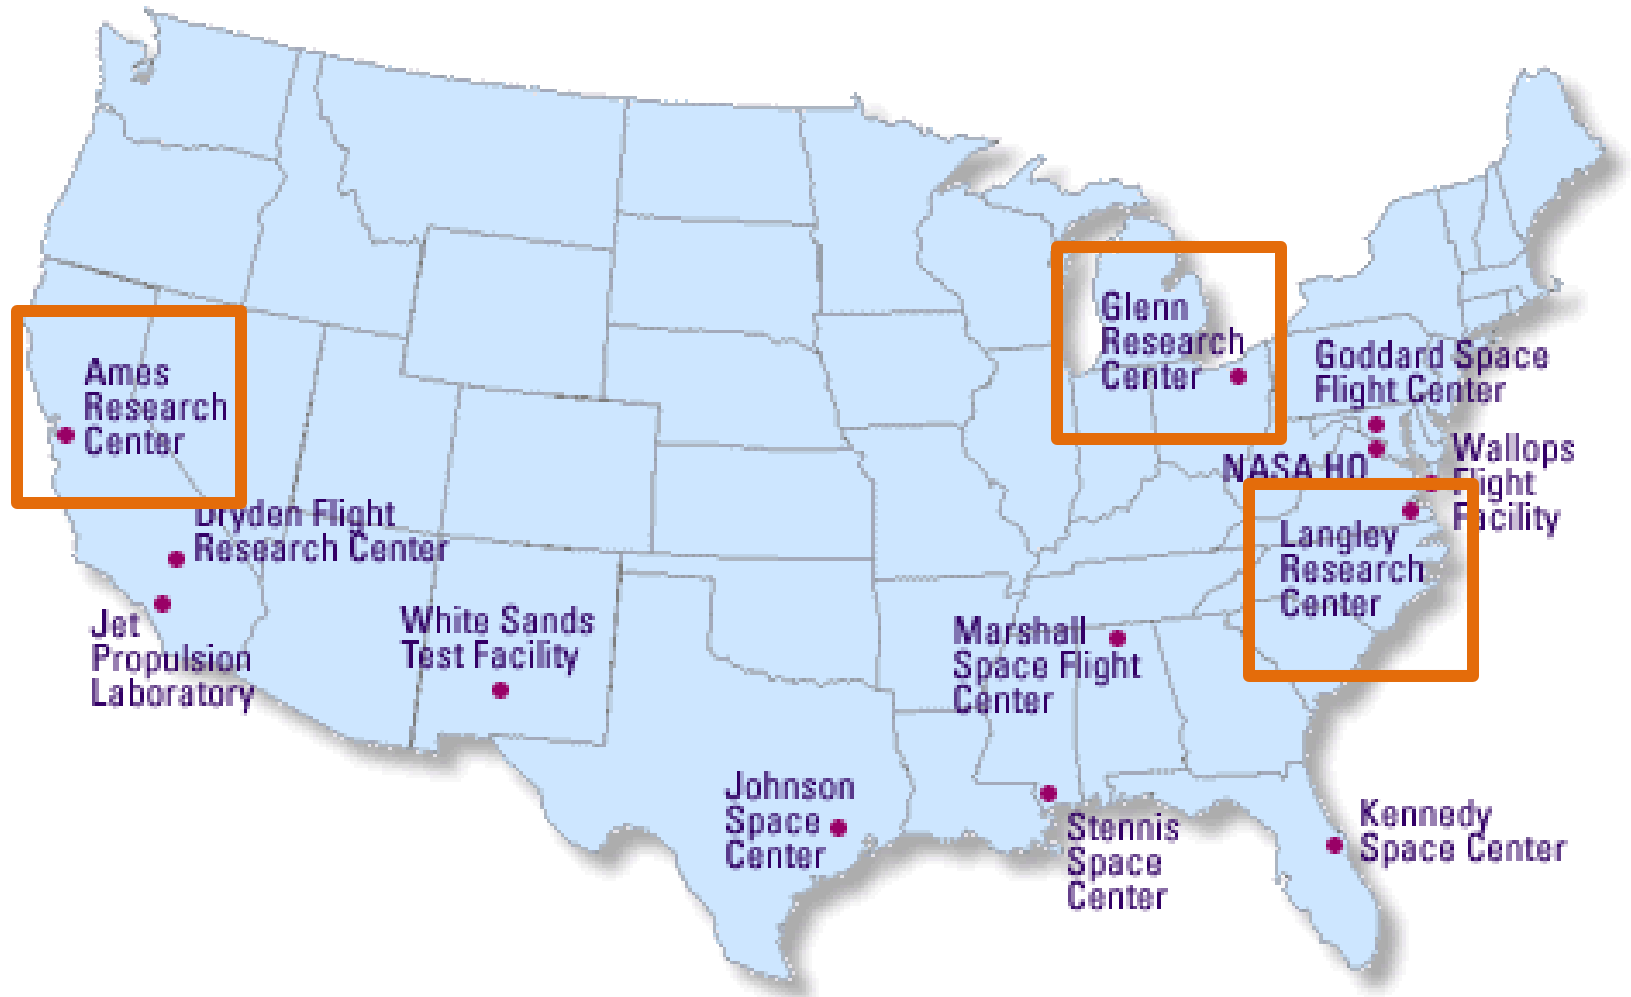 Glenn
Research
Center
Goddard Space
Flight Center
Ames
Research
Center
NASA HQ
Wallops
Flight
Facility
Dryden Flight
Research Center
Langley
Research
Center
Jet
Propulsion
Laboratory
White Sands
Test Facility
Marshall
Space Flight
Center
Johnson
Space
Center
Stennis
Space
Center
Kennedy
Space Center